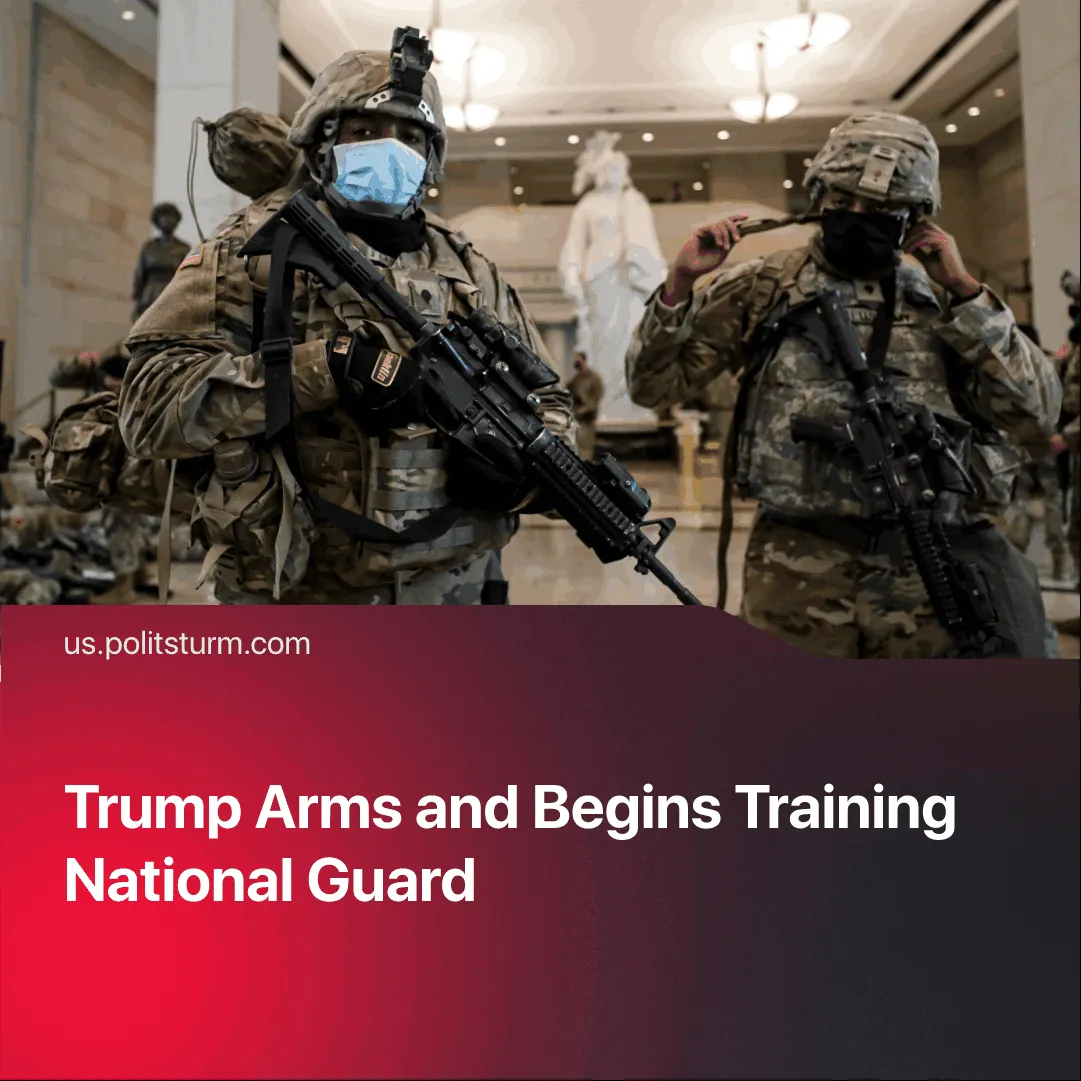 us.politsturm.com
Trump Arms and Begins Training
National Guard